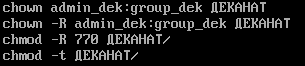 chown admin_dek:group_dek ДЕКАНАТ
chown -R admin_dek:group_dek ДЕКАНАТ
chmod -R 770 ДЕКАНАТ/
chmod -t ДЕКАНАТ/